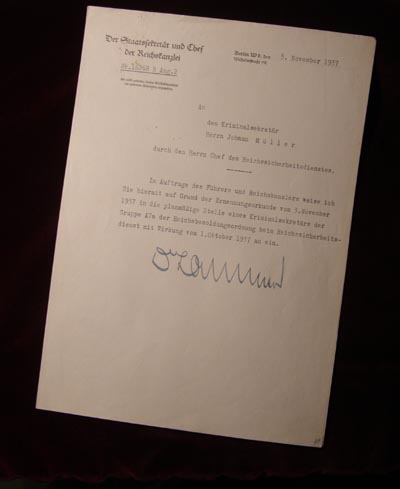 Der Staatssekretär und Chef
der Reichskanzlei
Berlin W8, den 5. November 1937
An
den Kriminalsekretär
Herrn Johann Müller
durch den Herrn Chef des Reichssicherheitsdienstes.
Im Auftrage des Führers und Reichskanzlers weise ich
Sie hiermit auf Grund der Ernennungsurkunde vom 3.November
1937 in die planmäßige Stelle eines Kriminalsekretärs der
Gruppe A7a der Reichsbesoldungsordnung beim Reichssicherheits-
dienst mit Wirkung vom 1.Oktober 1937 an ein.